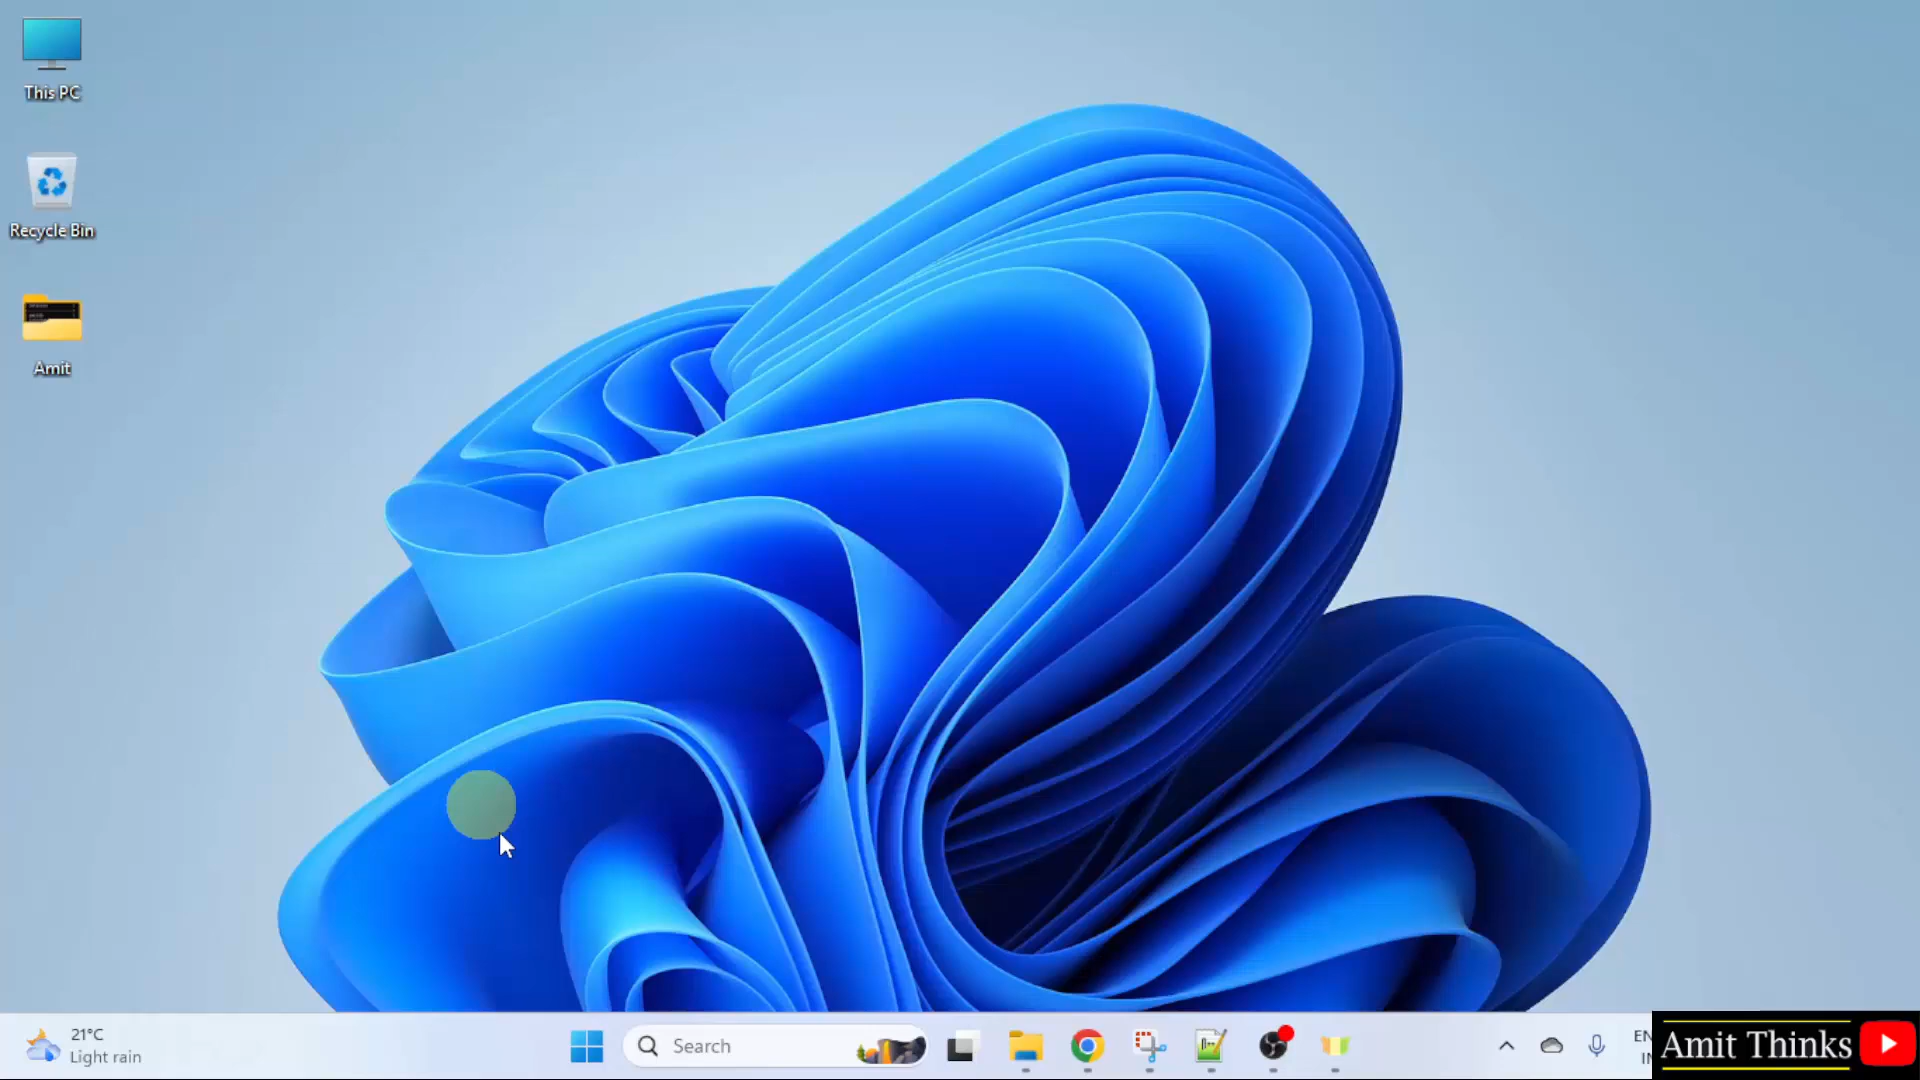 This PC
Recycle Bin
Amit
21°C
Light rain
Search
Amit Thinks